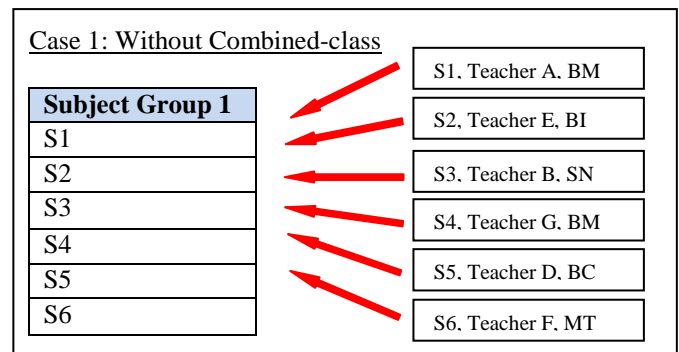 Case 1: Without Combined-class
Subject Group 1
S1
S2
S3
S4
S5
S6
S1, Teacher A, BM
S2, Teacher E, BI
S3, Teacher B, SN
S4, Teacher G, BM
S5, Teacher D, BC
S6, Teacher F, MT